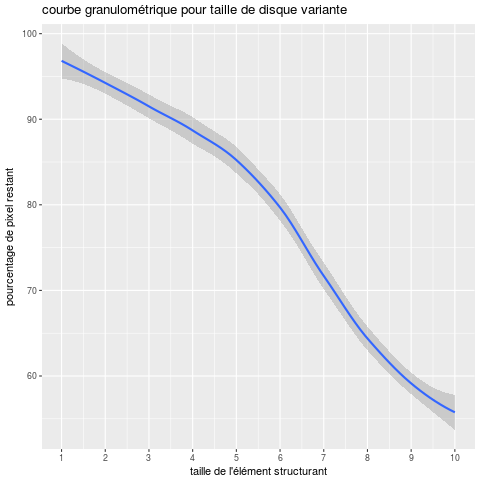 courbe granulométrique pour taille de disque variante
100
90
80
70
60
pourcentage de pixel restant
1 2 3 4 5 6 7 8 9 10
taille de l'élément structurant